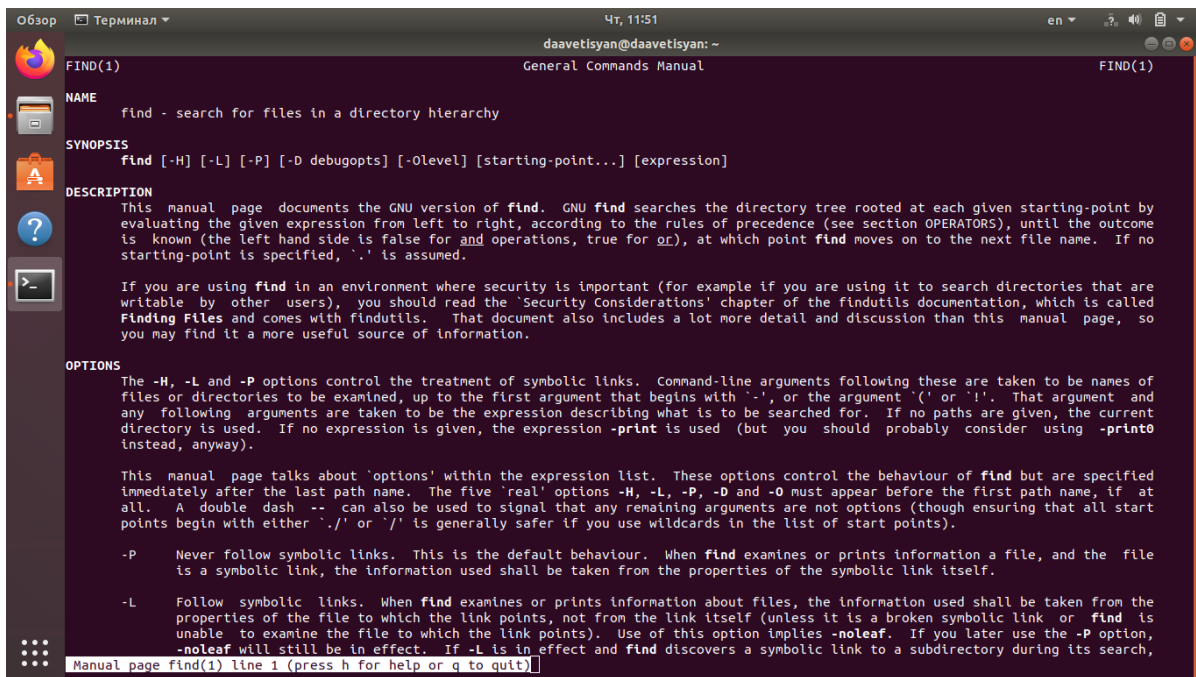 Обзор Терминал Чт, 11:51 en
daavetisyan@daavetisyan: ~
FIND(1) General Commands Manual FIND(1)
NAME
find - search for files in a directory hierarchy
SYNOPSIS
find [-H] [-L] [-P] [-D debugopts] [-Olevel] [starting-point...] [expression]
DESCRIPTION
This manual page documents the GNU version of find. GNU find searches the directory tree rooted at each given starting-point by
evaluating the given expression from left to right, according to the rules of precedence (see section OPERATORS), until the outcome
is known (the left hand side is false for and operations, true for or), at which point find moves on to the next file name. If no
starting-point is specified, `.' is assumed.
If you are using find in an environment where security is important (for example if you are using it to search directories that are
writable by other users), you should read the `Security Considerations' chapter of the findutils documentation, which is called
Finding Files and comes with findutils. That document also includes a lot more detail and discussion than this manual page, so
you may find it a more useful source of information.
OPTIONS
The -H, -L and -P options control the treatment of symbolic links. Command-line arguments following these are taken to be names of
files or directories to be examined, up to the first argument that begins with `-', or the argument `(' or `!'. That argument and
any following arguments are taken to be the expression describing what is to be searched for. If no paths are given, the current
directory is used. If no expression is given, the expression -print is used (but you should probably consider using -print0
instead, anyway).
This manual page talks about `options' within the expression list. These options control the behaviour of find but are specified
immediately after the last path name. The five `real' options -H, -L, -P, -D and -O must appear before the first path name, if at
all. A double dash -- can also be used to signal that any remaining arguments are not options (though ensuring that all start
points begin with either `./' or `/' is generally safer if you use wildcards in the list of start points).
-P Never follow symbolic links. This is the default behaviour. When find examines or prints information a file, and the file
is a symbolic link, the information used shall be taken from the properties of the symbolic link itself.
-L Follow symbolic links. When find examines or prints information about files, the information used shall be taken from the
properties of the file to which the link points, not from the link itself (unless it is a broken symbolic link or find is
unable to examine the file to which the link points). Use of this option implies -noleaf. If you later use the -P option,
-noleaf will still be in effect. If -L is in effect and find discovers a symbolic link to a subdirectory during its search,
Manual page find(1) line 1 (press h for help or q to quit)